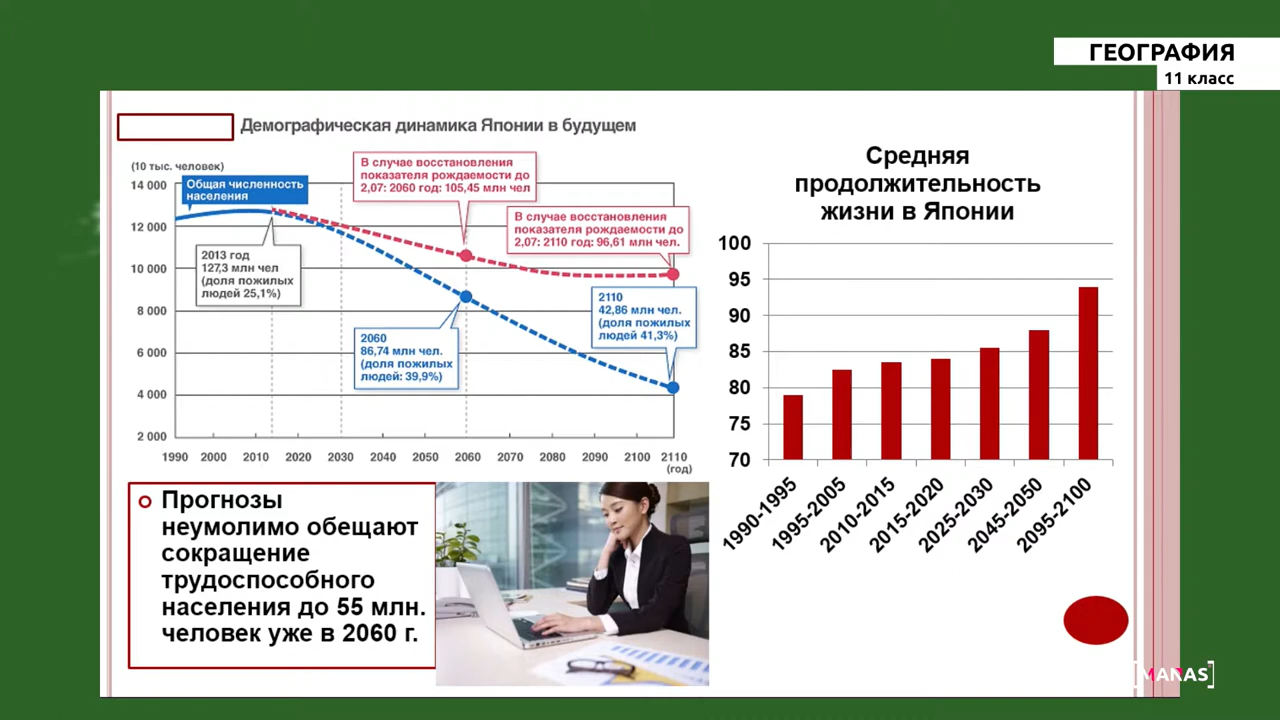 ГЕОГРАФИЯ
11 класс
Демографическая динамика Японии в будущем
(10 тыс. человек)
14 000
12 000
10 000
8 000
6 000
4 000
2 000
Общая численность
населения
В случае восстановления
показателя рождаемости до
2,07: 2060 год: 105,45 млн чел
В случае восстановления
показателя рождаемости до
2,07: 2110 год: 96,61 млн чел.
2013 год
127,3 млн чел
(доля пожилых
людей 25,1%)
2060
86,74 млн чел.
(доля пожилых
людей: 39,9%)
2110
42,86 млн чел.
(доля пожилых
людей 41,3%)
1990 2000 2020 2030 2040 2050 2060 2070 2080 2090 2100 2110
(год)
Средняя
продолжительность
жизни в Японии
100
95
90
85
80
75
70
1990-1995
1995-2005
2010-2015
2015-2020
2025-2030
2045-2050
2095-2100
Прогнозы
неумолимо обещают
сокращение
трудоспособного
населения до 55 млн.
человек уже в 2060 г.
[MANAS]